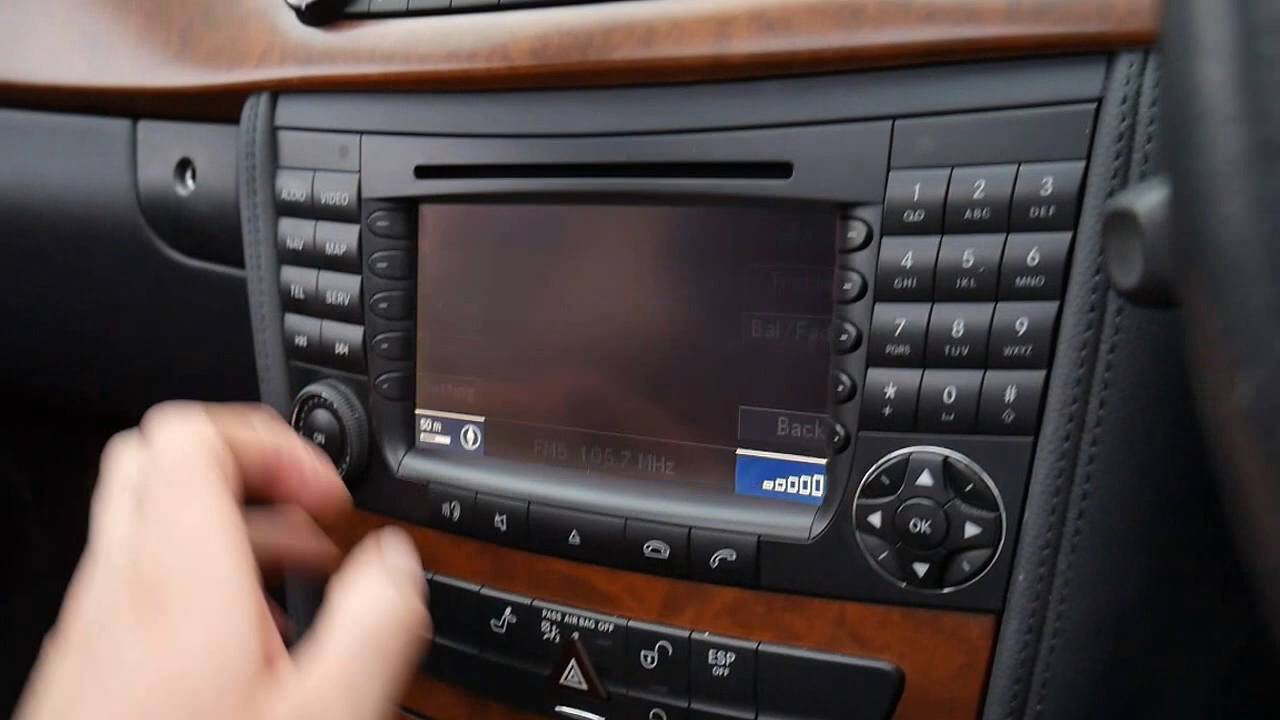 AUDIO VIDEO
NAV MAP
TEL SERV
ON
50 m
Bal/Fa
Back
FM5 105.7 MHz
1
2 ABC
3 DEF
4 GHI
5 JKL
6 MNO
7 PQRS
8 TUV
9 WXYZ
* +
0
#
OK
PASS AIR BAG OFF
ESP
OFF